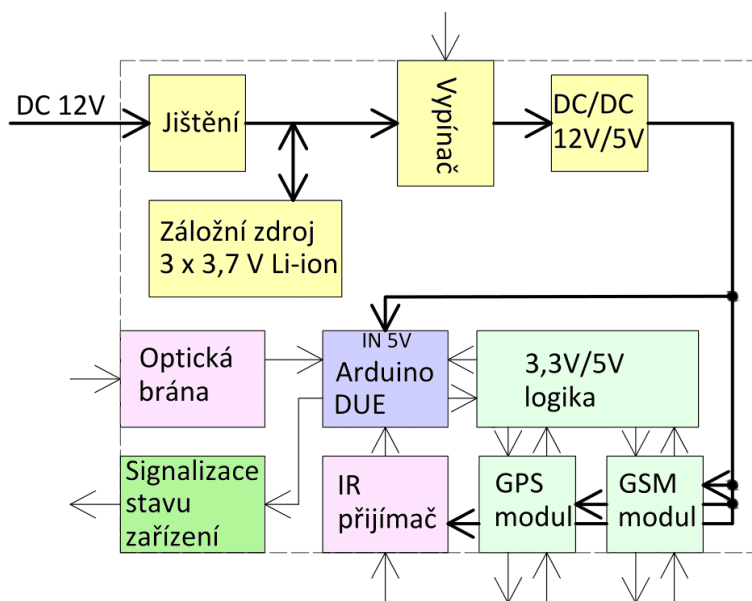 DC 12V
Jištění
Vypínač
DC/DC
12V/5V
Záložní zdroj
3 x 3,7 V Li-ion
Optická
brána
IN 5V
Arduino
DUE
3,3V/5V
logika
Signalizace
stavu
zařízení
IR
přijímač
GPS
modul
GSM
modul